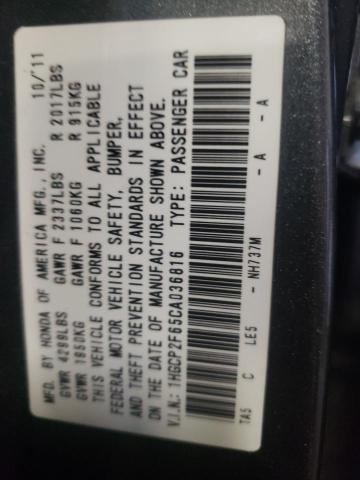 MFD. BY HONDA OF AMERICA MFG., INC. 10/11
GVWR 4299LBS GAWR F 2337LBS R 2017LBS
GVWR 1950KG GAWR F 1060KG R 915KG
THIS VEHICLE CONFORMS TO ALL APPLICABLE
FEDERAL MOTOR VEHICLE SAFETY, BUMPER,
AND THEFT PREVENTION STANDARDS IN EFFECT
ON THE DATE OF MANUFACTURE SHOWN ABOVE.
V.I.N.: 1HGCP2F65CA036816 TYPE: PASSENGER CAR
TA5 C LE5 - NH737M - A - A